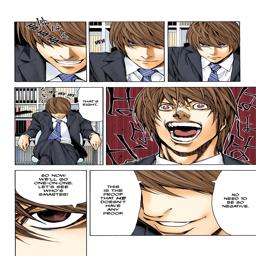 THAT'S
RIGHT.
NO
NEED TO
BE SO
NEGATIVE.
THIS
IS THE
PROOF
THAT HE
DOESN'T
HAVE
ANY
PROOF
SO NOW
WE'LL GO
ONE-ON-ONE.
LET'S SEE
WHO'S
SMARTER!